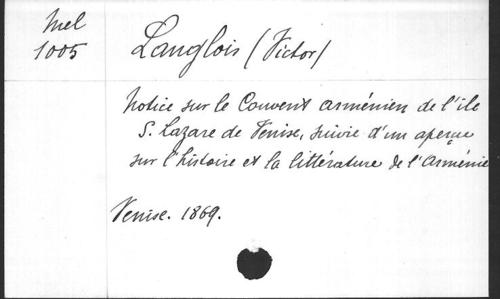 Mel
1005
Langlois (Victor)
Notice sur le Couvent arménien de l'ile
S. Lazare de Venise, suivie d'un aperçu
sur l'histoire et la littérature de l'Arménie
Venise. 1869.